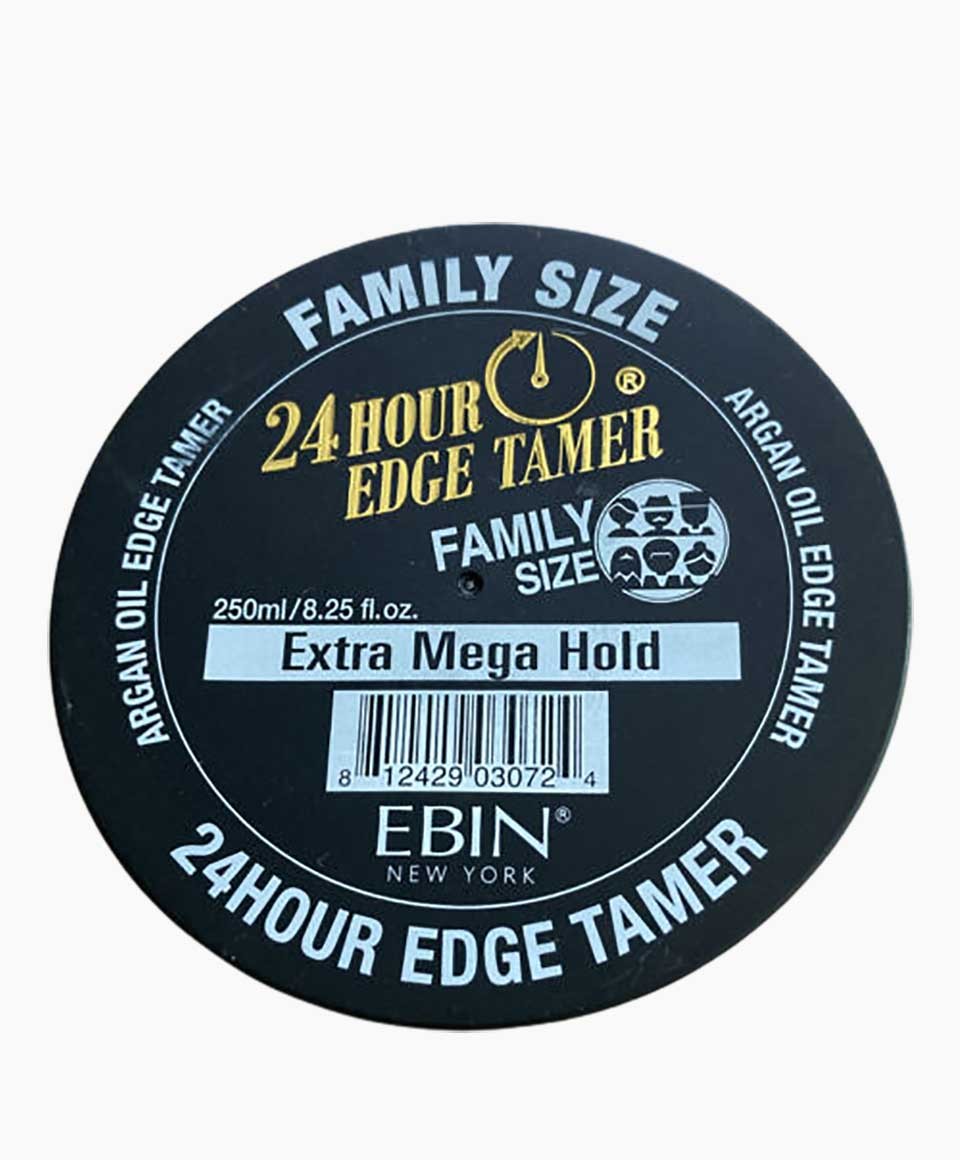 FAMILY SIZE
24 HOUR
EDGE TAMER®
FAMILY
SIZE
ARGAN OIL EDGE TAMER
ARGAN OIL EDGE TAMER
250ml/8.25 fl.oz.
Extra Mega Hold
8 12429 03072 4
EBIN®
NEW YORK
24HOUR EDGE TAMER